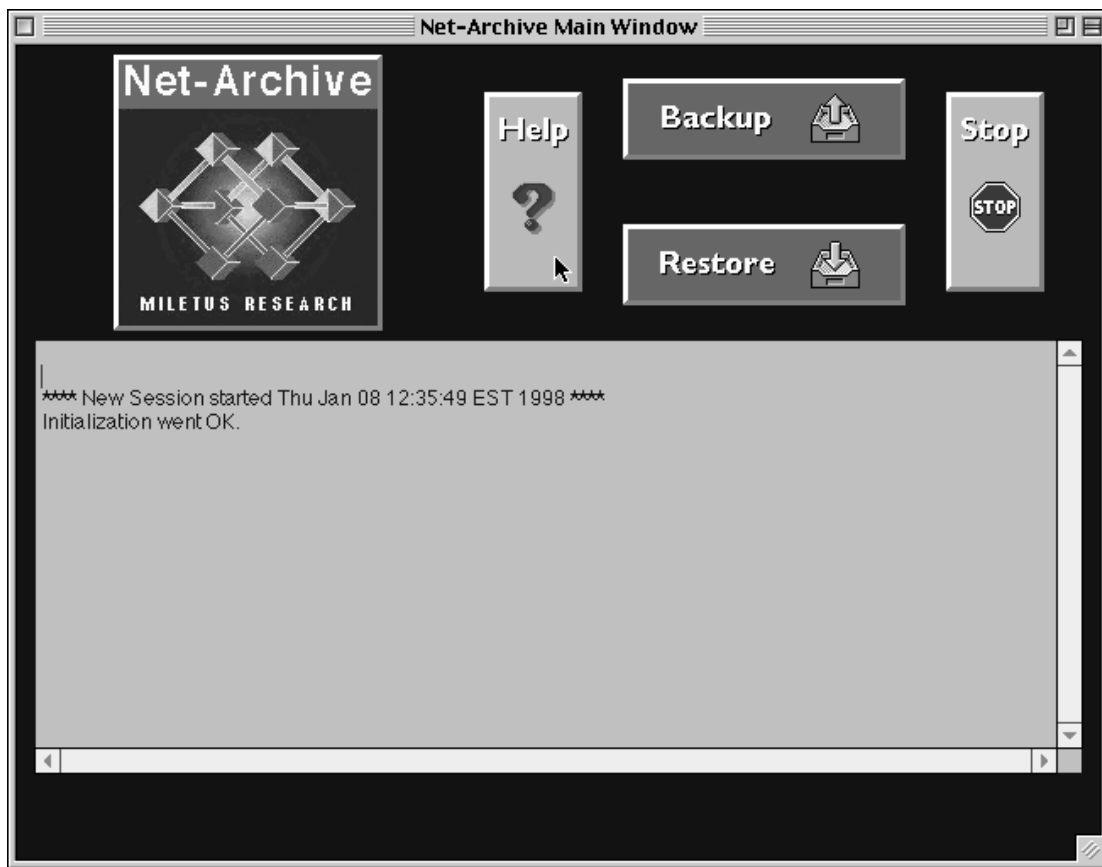 Net-Archive Main Window
Net-Archive
MILETUS RESEARCH
Help
Backup
Restore
Stop
STOP
**** New Session started Thu Jan 08 12:35:49 EST 1998 ****
Initialization went OK.